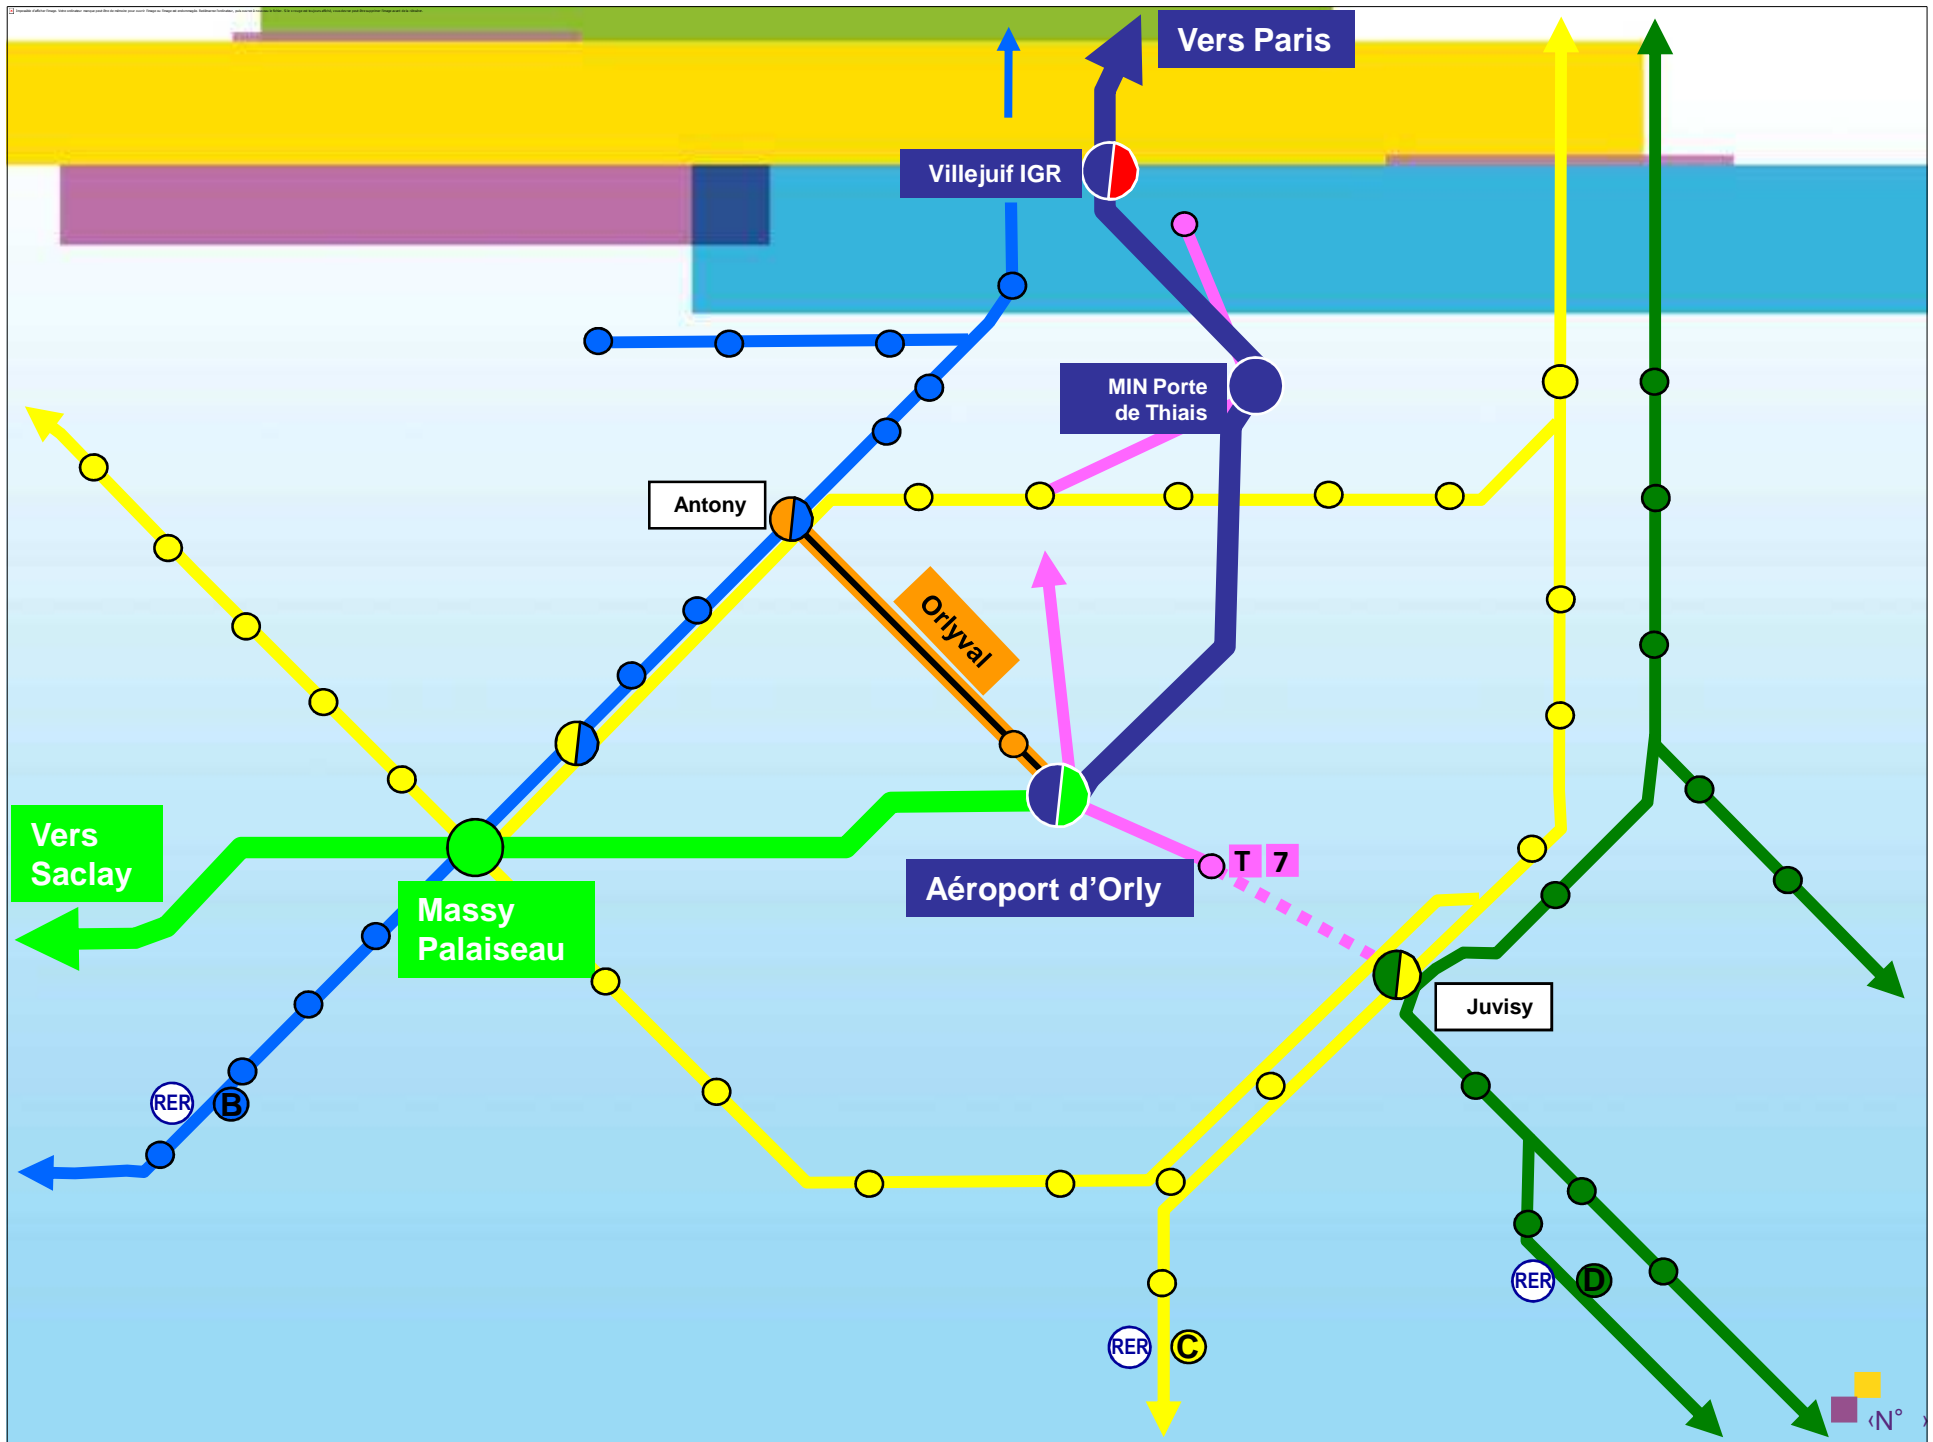 Vers Paris
Villejuif IGR
MIN Porte
de Thiais
Antony
Orlyval
Vers
Saclay
Massy
Palaiseau
Aéroport d’Orly
T 7
Juvisy
RER B
RER D
RER C
‹N° ›